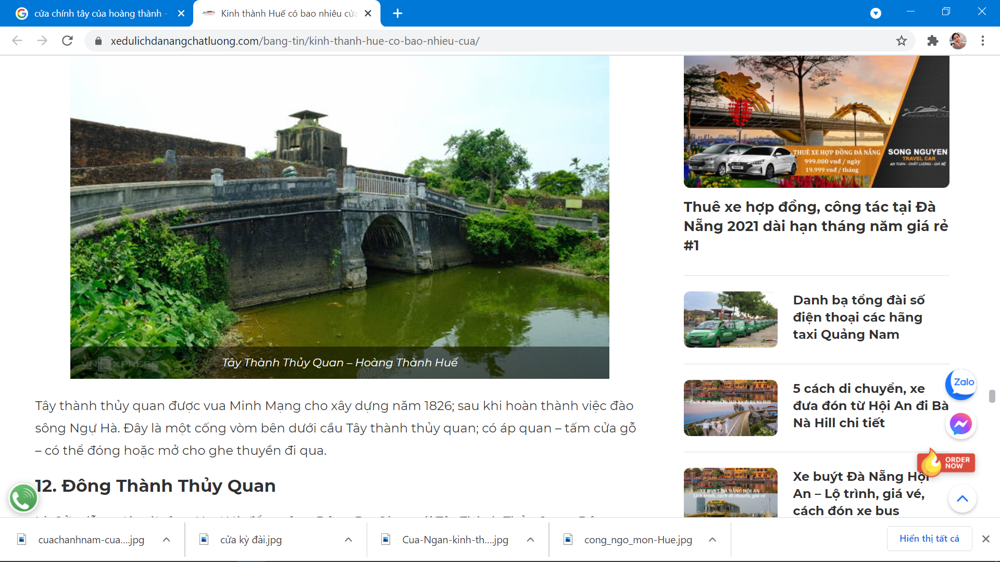 cửa chính tây của hoàng thành -
Kinh thành Huế có bao nhiêu cửa
xedulichdanangchatluong.com/bang-tin/kinh-thanh-hue-co-bao-nhieu-cua/
THUÊ XE HỢP ĐỒNG ĐÀ NẴNG
999.000 vnđ / ngày
19.999 vnđ / tháng
SONG NGUYEN
TRAVEL CAR
AN TOÀN - CHẤT LƯỢNG - GIÁ RẺ
Thuê xe hợp đồng, công tác tại Đà
Nẵng 2021 dài hạn tháng năm giá rẻ
#1
Danh bạ tổng đài số
điện thoại các hãng
taxi Quảng Nam
VNEXPRESS
Tây Thành Thủy Quan – Hoàng Thành Huế
Zalo
Cách di chuyển từ Hội An đi Bà Nà Hill
5 cách di chuyển, xe
đưa đón từ Hội An đi Bà
Nà Hill chi tiết
Tây thành thủy quan được vua Minh Mạng cho xây dựng năm 1826; sau khi hoàn thành việc đào
sông Ngự Hà. Đây là một cống vòm bên dưới cầu Tây thành thủy quan; có áp quan – tấm cửa gỗ
– có thể đóng hoặc mở cho ghe thuyền đi qua.
ORDER
NOW
12. Đông Thành Thủy Quan
XE BUÝT ĐÀ NẴNG HỘI AN
Lịch trình, cách di chuyển, giá vé
Xe buýt Đà Nẵng Hội
An – Lộ trình, giá vé,
cách đón xe bus
cuachanhnam-cua....jpg
cửa kỳ đài.jpg
Cua-Ngan-kinh-th....jpg
cong_ngo_mon-Hue.jpg
Hiển thị tất cả